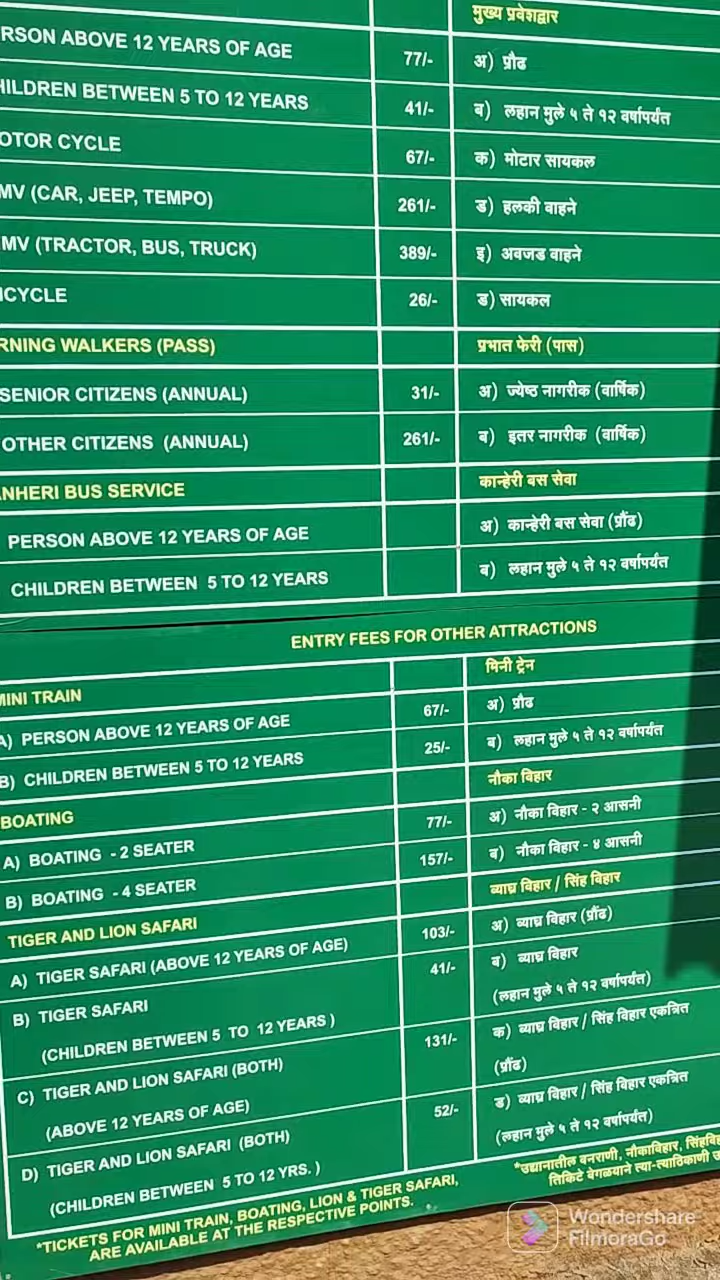 मुख्य प्रवेशद्वार
RSON ABOVE 12 YEARS OF AGE 77/- अ) प्रौढ
HILDREN BETWEEN 5 TO 12 YEARS 41/- ब) लहान मुले ५ ते १२ वर्षापर्यंत
OTOR CYCLE 67/- क) मोटार सायकल
MV (CAR, JEEP, TEMPO) 261/- ड) हलकी वाहने
MV (TRACTOR, BUS, TRUCK) 389/- इ) अवजड वाहने
ICYCLE 26/- ड) सायकल
RNING WALKERS (PASS) प्रभात फेरी (पास)
SENIOR CITIZENS (ANNUAL) 31/- अ) ज्येष्ठ नागरीक (वार्षिक)
OTHER CITIZENS (ANNUAL) 261/- ब) इतर नागरीक (वार्षिक)
ANHERI BUS SERVICE कान्हेरी बस सेवा
PERSON ABOVE 12 YEARS OF AGE अ) कान्हेरी बस सेवा (प्रौंढ)
CHILDREN BETWEEN 5 TO 12 YEARS ब) लहान मुले ५ ते १२ वर्षापर्यंत
ENTRY FEES FOR OTHER ATTRACTIONS
MINI TRAIN मिनी ट्रेन
A) PERSON ABOVE 12 YEARS OF AGE 67/- अ) प्रौढ
B) CHILDREN BETWEEN 5 TO 12 YEARS 25/- ब) लहान मुले ५ ते १२ वर्षापर्यंत
BOATING नौका विहार
A) BOATING - 2 SEATER 77/- अ) नौका विहार - २ आसनी
B) BOATING - 4 SEATER 157/- ब) नौका विहार - ४ आसनी
TIGER AND LION SAFARI व्याघ्र विहार / सिंह विहार
A) TIGER SAFARI (ABOVE 12 YEARS OF AGE) 103/- अ) व्याघ्र विहार (प्रौंढ)
B) TIGER SAFARI 41/- ब) व्याघ्र विहार
(CHILDREN BETWEEN 5 TO 12 YEARS ) (लहान मुले ५ ते १२ वर्षापर्यंत)
C) TIGER AND LION SAFARI (BOTH) 131/- क) व्याघ्र विहार / सिंह विहार एकत्रित
(ABOVE 12 YEARS OF AGE) (प्रौंढ)
D) TIGER AND LION SAFARI (BOTH) 52/- ड) व्याघ्र विहार / सिंह विहार एकत्रित
(CHILDREN BETWEEN 5 TO 12 YRS. ) (लहान मुले ५ ते १२ वर्षापर्यंत)
*TICKETS FOR MINI TRAIN, BOATING, LION & TIGER SAFARI,
ARE AVAILABLE AT THE RESPECTIVE POINTS.
*उद्यानातील वनराणी, नौकाविहार, सिंहवि
तिकिटे वेगळयाने त्या-त्याठिकाणी
Wondershare
FilmoraGo